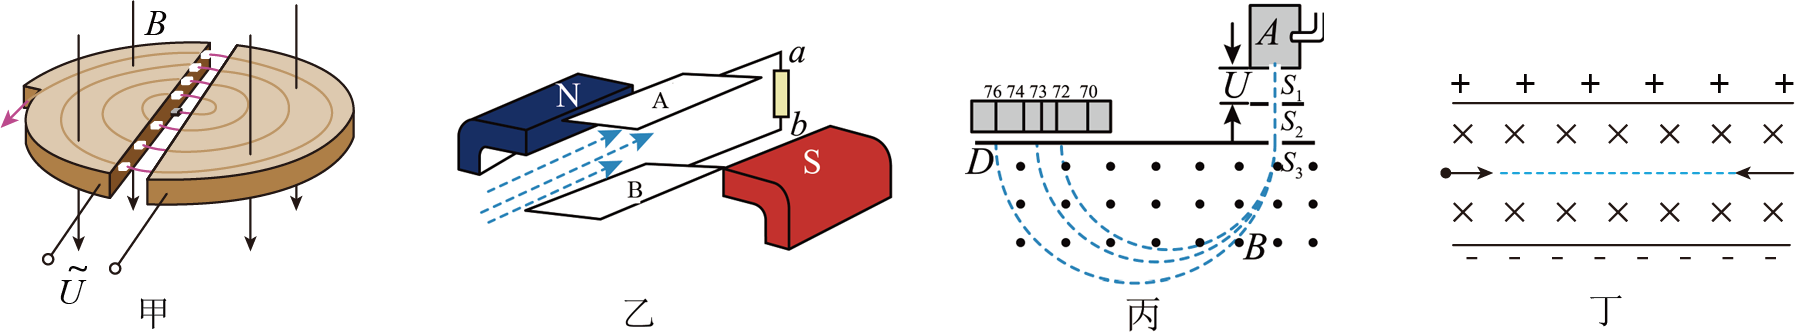 B
Ũ
甲
N
A
B
S
a
b
乙
76 74 73 72 70
A
U
S₁
S₂
S₃
D
B
丙
+ + + + + +
× × × × × × ×
× × × × × × ×
- - - - - - - -
丁